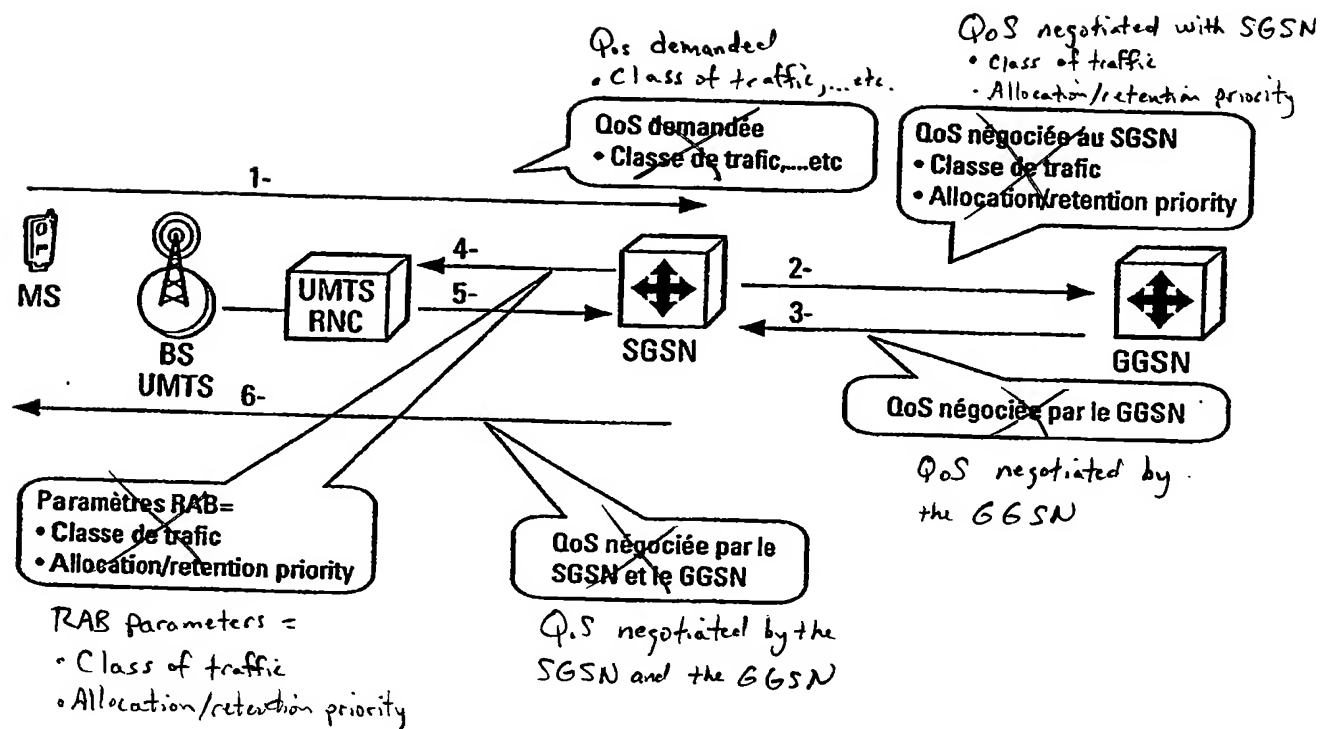 QoS demanded
• Class of traffic,...etc.
QoS negotiated with SGSN
• Class of traffic
• Allocation/retention priority
QoS demandée
• Classe de trafic,....etc
QoS négociée au SGSN
• Classe de trafic
• Allocation/retention priority
1-
MS
4-
5-
UMTS
RNC
2-
3-
BS
UMTS
SGSN
GGSN
6-
QoS négociée par le GGSN
QoS negotiated by
the GGSN
Paramètres RAB=
• Classe de trafic
• Allocation/retention priority
QoS négociée par le
SGSN et le GGSN
RAB parameters =
• Class of traffic
• Allocation/retention priority
QoS negotiated by the
SGSN and the GGSN